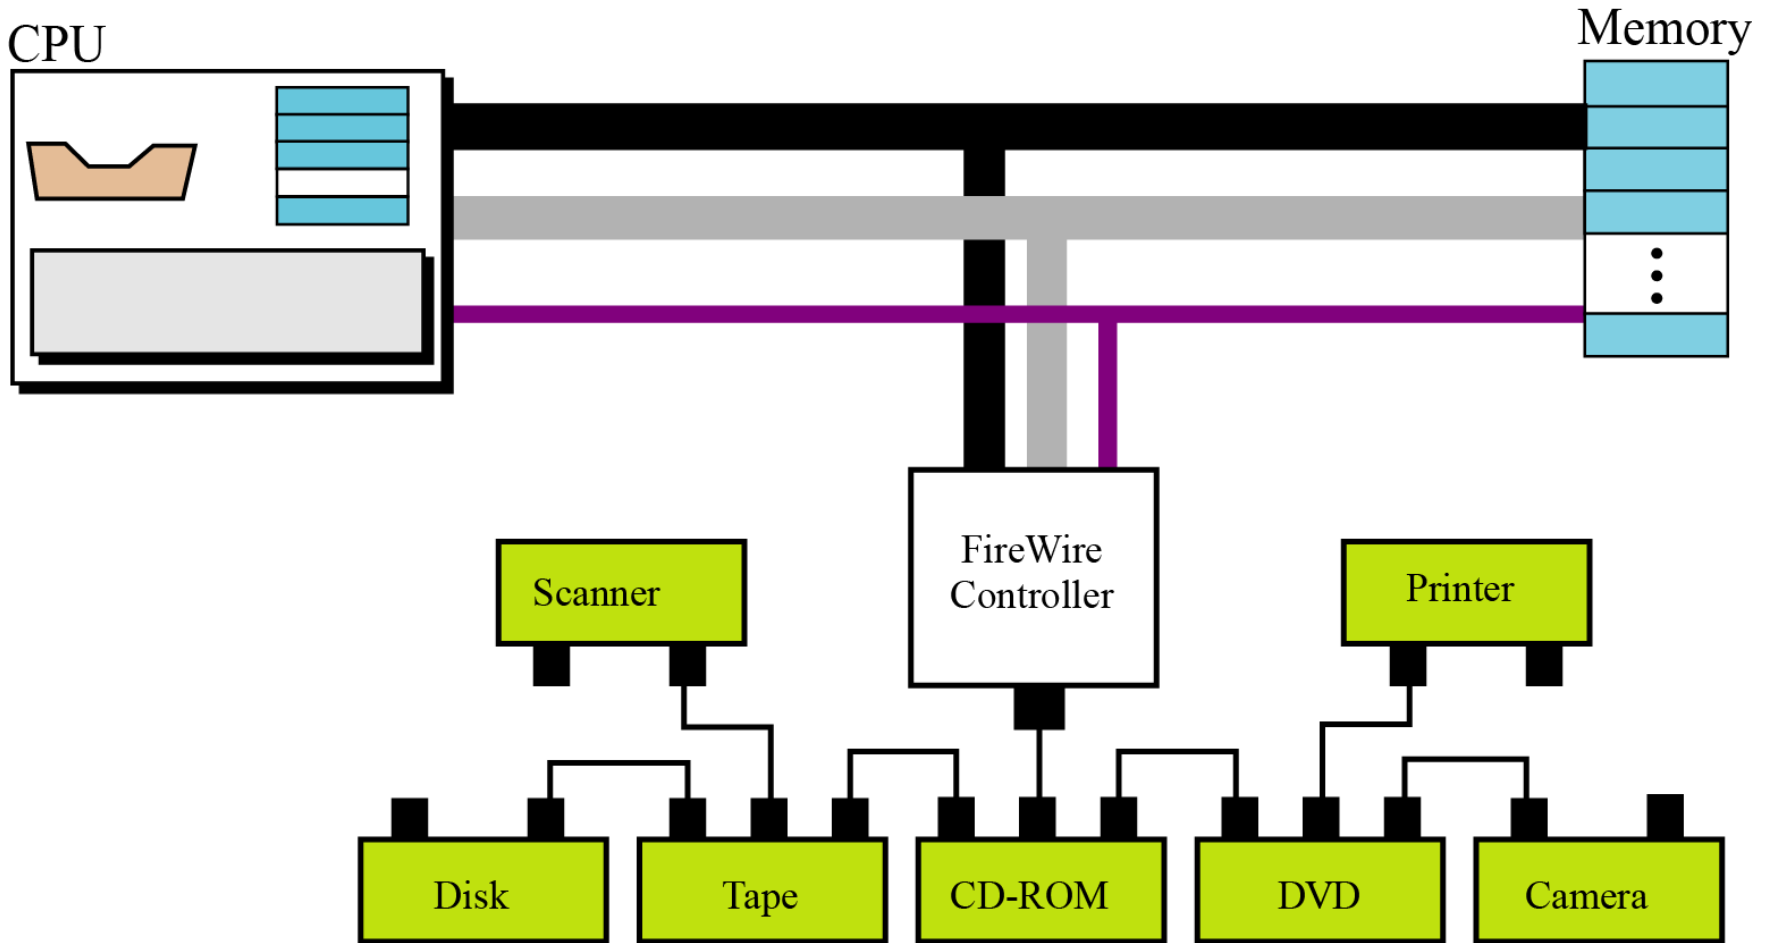 CPU
Memory
FireWire
Controller
Scanner
Printer
Disk
Tape
CD-ROM
DVD
Camera